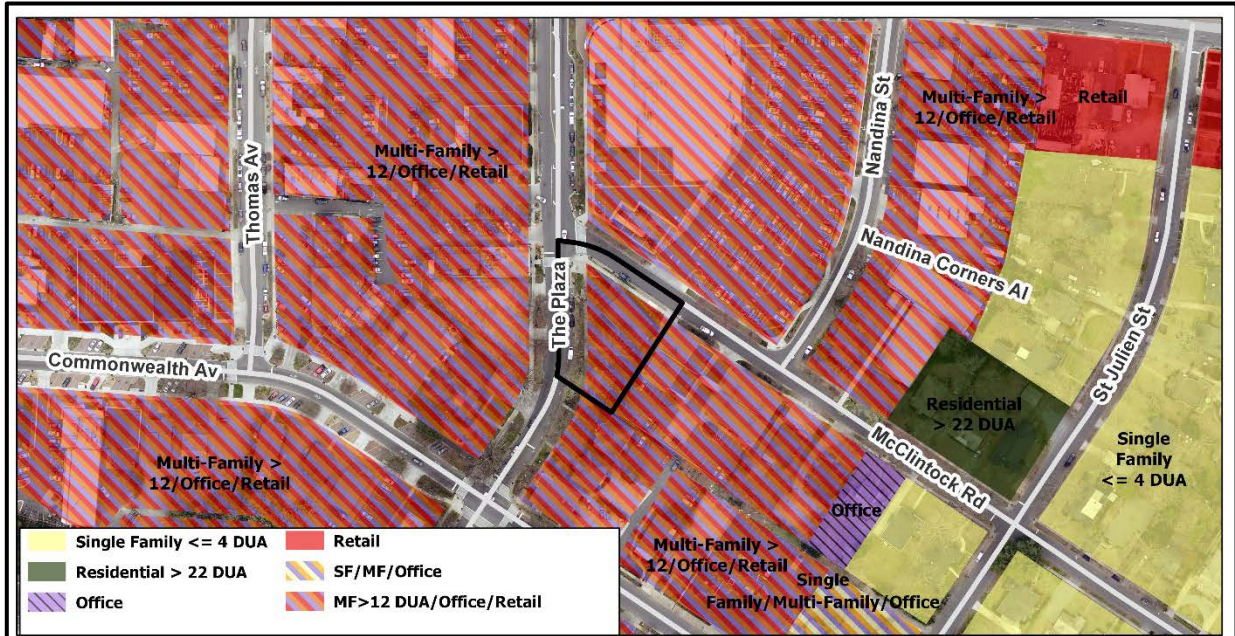 Multi-Family >
12/Office/Retail
Retail
Multi-Family >
12/Office/Retail
Thomas Av
Nandina St
Nandina Corners Al
The Plaza
Commonwealth Av
St Julien St
Residential
> 22 DUA
Single
Family
<= 4 DUA
McClintock Rd
Multi-Family >
12/Office/Retail
Office
Multi-Family >
12/Office/Retail
Single
Family/Multi-Family/Office
Single Family <= 4 DUA
Retail
Residential > 22 DUA
SF/MF/Office
Office
MF>12 DUA/Office/Retail